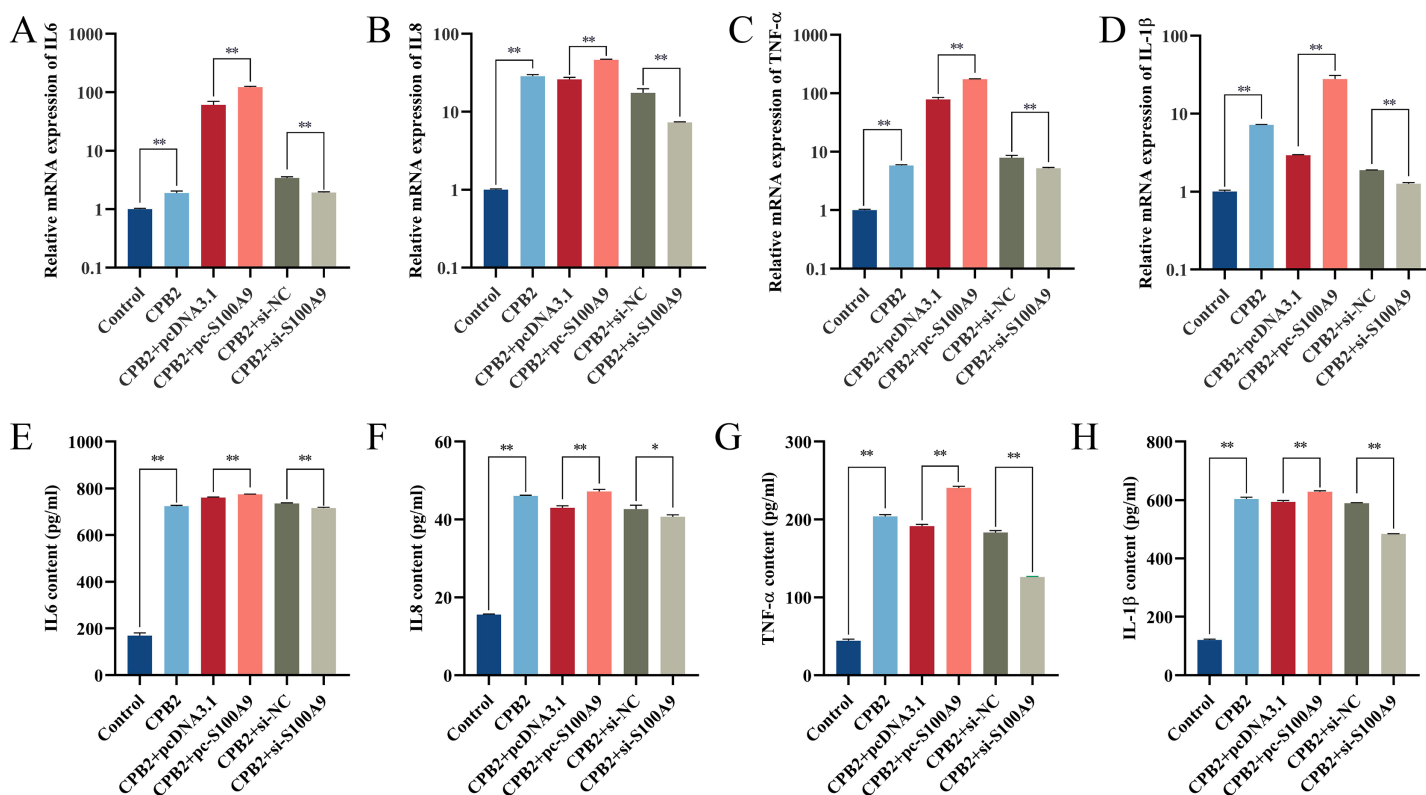 A
Relative mRNA expression of IL6
1000
100
10
1
0.1
**
**
**
Control
CPB2
CPB2+pcDNA3.1
CPB2+pc-S100A9
CPB2+si-NC
CPB2+si-S100A9
B
Relative mRNA expression of IL8
100
10
1
0.1
**
**
**
Control
CPB2
CPB2+pcDNA3.1
CPB2+pc-S100A9
CPB2+si-NC
CPB2+si-S100A9
C
Relative mRNA expression of TNF-α
1000
100
10
1
0.1
**
**
**
Control
CPB2
CPB2+pcDNA3.1
CPB2+pc-S100A9
CPB2+si-NC
CPB2+si-S100A9
D
Relative mRNA expression of IL-1β
100
10
1
0.1
**
**
**
Control
CPB2
CPB2+pcDNA3.1
CPB2+pc-S100A9
CPB2+si-NC
CPB2+si-S100A9
E
IL6 content (pg/ml)
1000
800
600
400
200
0
**
**
**
Control
CPB2
CPB2+pcDNA3.1
CPB2+pc-S100A9
CPB2+si-NC
CPB2+si-S100A9
F
IL8 content (pg/ml)
60
40
20
0
**
**
*
Control
CPB2
CPB2+pcDNA3.1
CPB2+pc-S100A9
CPB2+si-NC
CPB2+si-S100A9
G
TNF-α content (pg/ml)
300
200
100
0
**
**
**
Control
CPB2
CPB2+pcDNA3.1
CPB2+pc-S100A9
CPB2+si-NC
CPB2+si-S100A9
H
IL-1β content (pg/ml)
800
600
400
200
0
**
**
**
Control
CPB2
CPB2+pcDNA3.1
CPB2+pc-S100A9
CPB2+si-NC
CPB2+si-S100A9